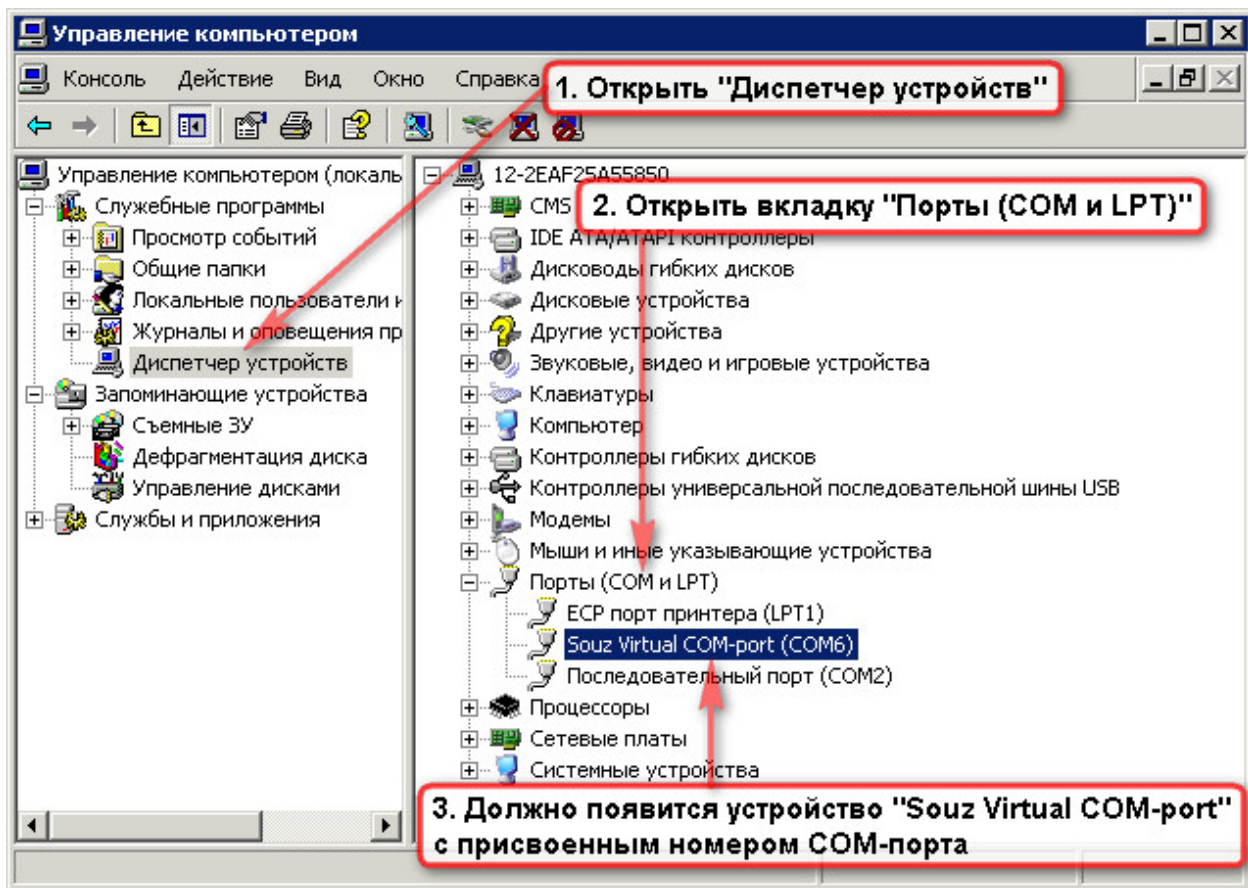 Управление компьютером
Консоль Действие Вид Окно Справка
1. Открыть "Диспетчер устройств"
Управление компьютером (локаль
Служебные программы
Просмотр событий
Общие папки
Локальные пользователи и
Журналы и оповещения пр
Диспетчер устройств
Запоминающие устройства
Съемные ЗУ
Дефрагментация диска
Управление дисками
Службы и приложения
12-2EAF25A55850
2. Открыть вкладку "Порты (COM и LPT)"
CMS
IDE ATA/ATAPI контроллеры
Дисководы гибких дисков
Дисковые устройства
Другие устройства
Звуковые, видео и игровые устройства
Клавиатуры
Компьютер
Контроллеры гибких дисков
Контроллеры универсальной последовательной шины USB
Модемы
Мыши и иные указывающие устройства
Порты (COM и LPT)
ECP порт принтера (LPT1)
Souz Virtual COM-port (COM6)
Последовательный порт (COM2)
Процессоры
Сетевые платы
Системные устройства
3. Должно появится устройство "Souz Virtual COM-port"
с присвоенным номером COM-порта